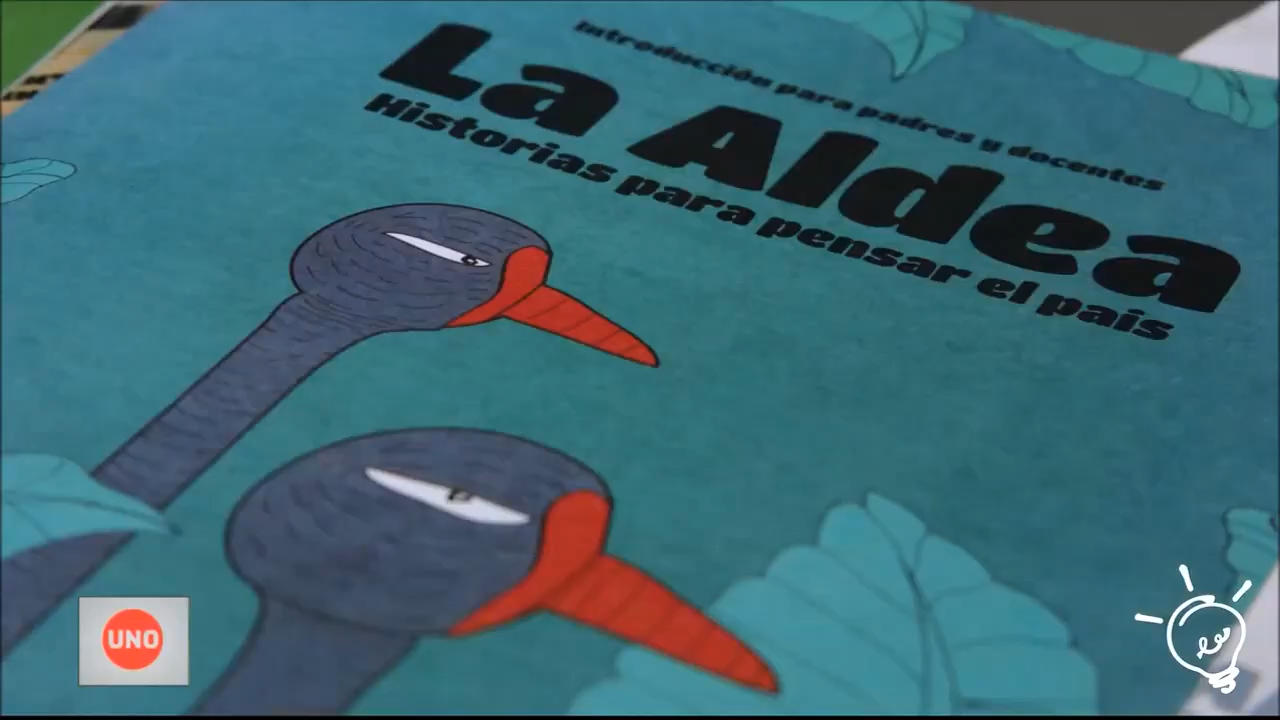 Introducción para padres y docentes
La Aldea
Historias para pensar el país
UNO